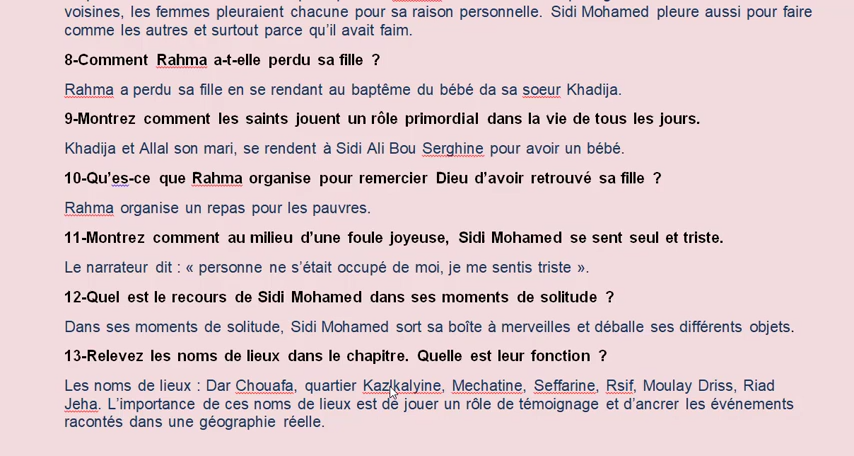 voisines, les femmes pleuraient chacune pour sa raison personnelle. Sidi Mohamed pleure aussi pour faire
comme les autres et surtout parce qu'il avait faim.
8-Comment Rahma a-t-elle perdu sa fille ?
Rahma a perdu sa fille en se rendant au baptême du bébé da sa soeur Khadija.
9-Montrez comment les saints jouent un rôle primordial dans la vie de tous les jours.
Khadija et Allal son mari, se rendent à Sidi Ali Bou Serghine pour avoir un bébé.
10-Qu'es-ce que Rahma organise pour remercier Dieu d'avoir retrouvé sa fille ?
Rahma organise un repas pour les pauvres.
11-Montrez comment au milieu d'une foule joyeuse, Sidi Mohamed se sent seul et triste.
Le narrateur dit : « personne ne s'était occupé de moi, je me sentis triste ».
12-Quel est le recours de Sidi Mohamed dans ses moments de solitude ?
Dans ses moments de solitude, Sidi Mohamed sort sa boîte à merveilles et déballe ses différents objets.
13-Relevez les noms de lieux dans le chapitre. Quelle est leur fonction ?
Les noms de lieux : Dar Chouafa, quartier Mechatine, Seffarine, Rsif, Moulay Driss, Riad
Jeha. L'importance de ces noms de lieux est de jouer un rôle de témoignage et d'ancrer les événements
racontés dans une géographie réelle.